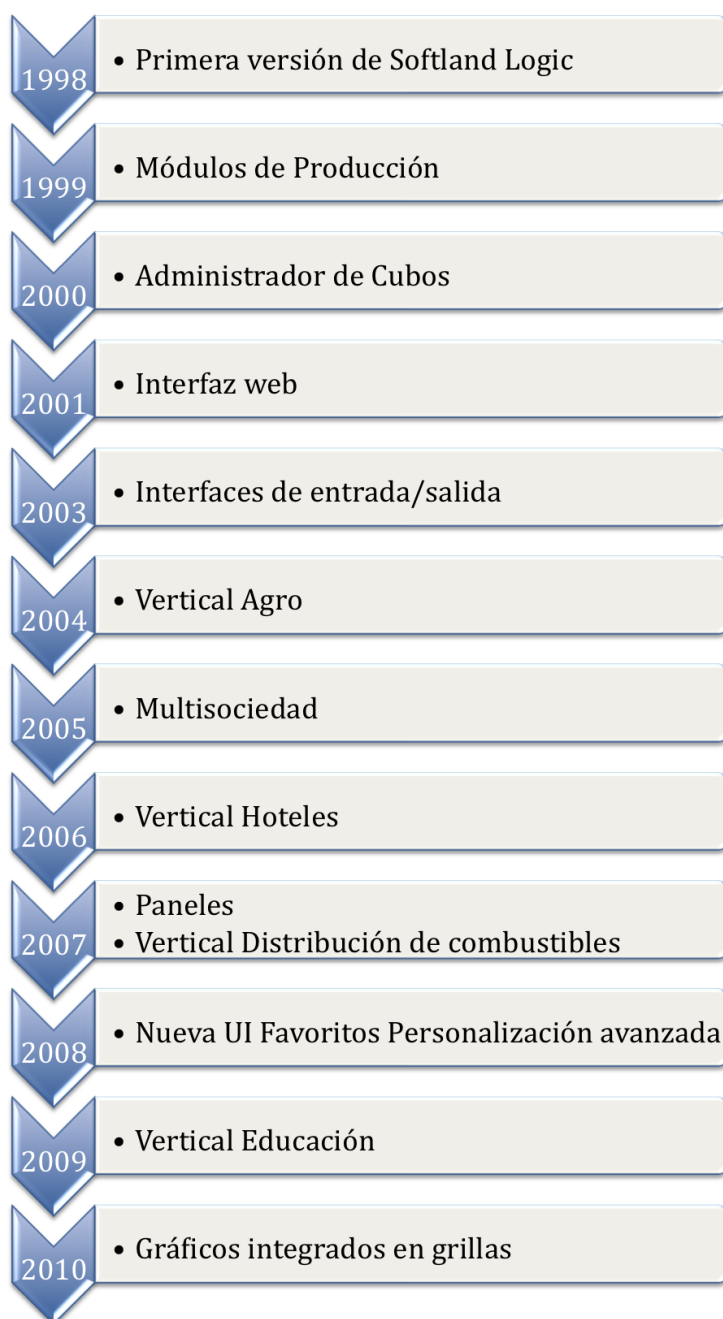 1998
• Primera versión de Softland Logic
1999
• Módulos de Producción
2000
• Administrador de Cubos
2001
• Interfaz web
2003
• Interfaces de entrada/salida
2004
• Vertical Agro
2005
• Multisociedad
2006
• Vertical Hoteles
2007
• Paneles
• Vertical Distribución de combustibles
2008
• Nueva UI Favoritos Personalización avanzada
2009
• Vertical Educación
2010
• Gráficos integrados en grillas